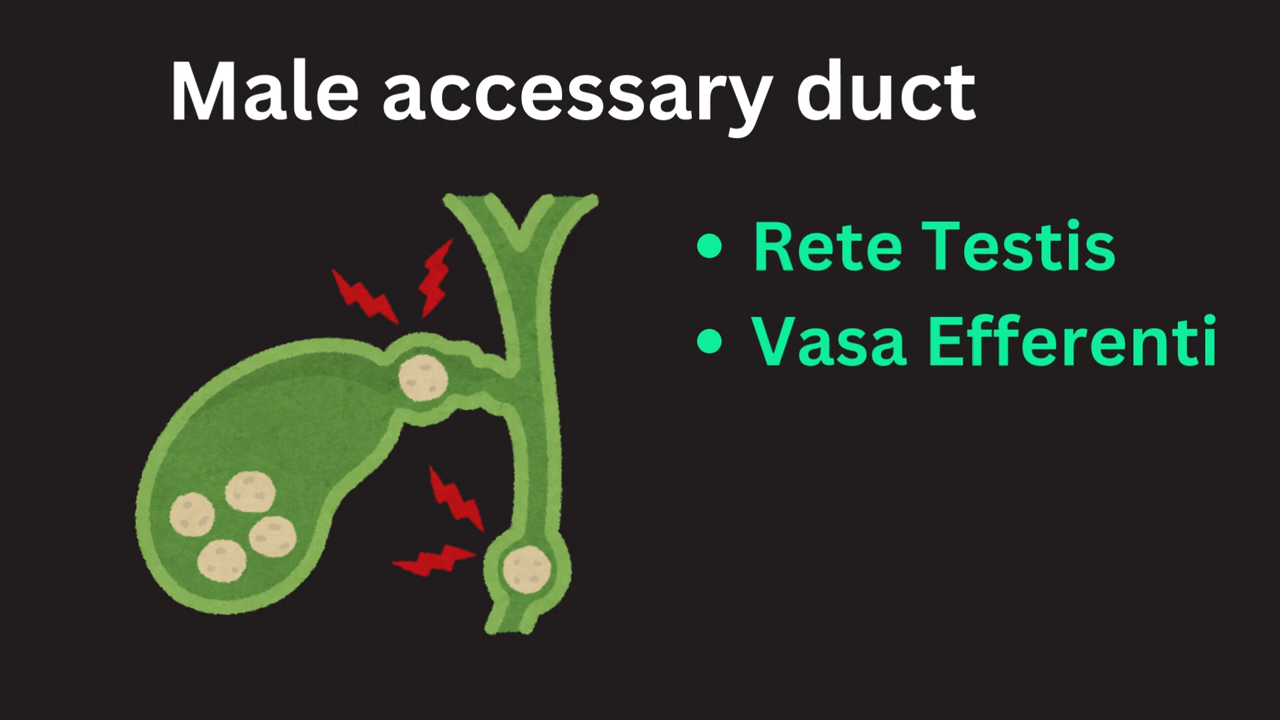 Male accessary duct
• Rete Testis
• Vasa Efferenti